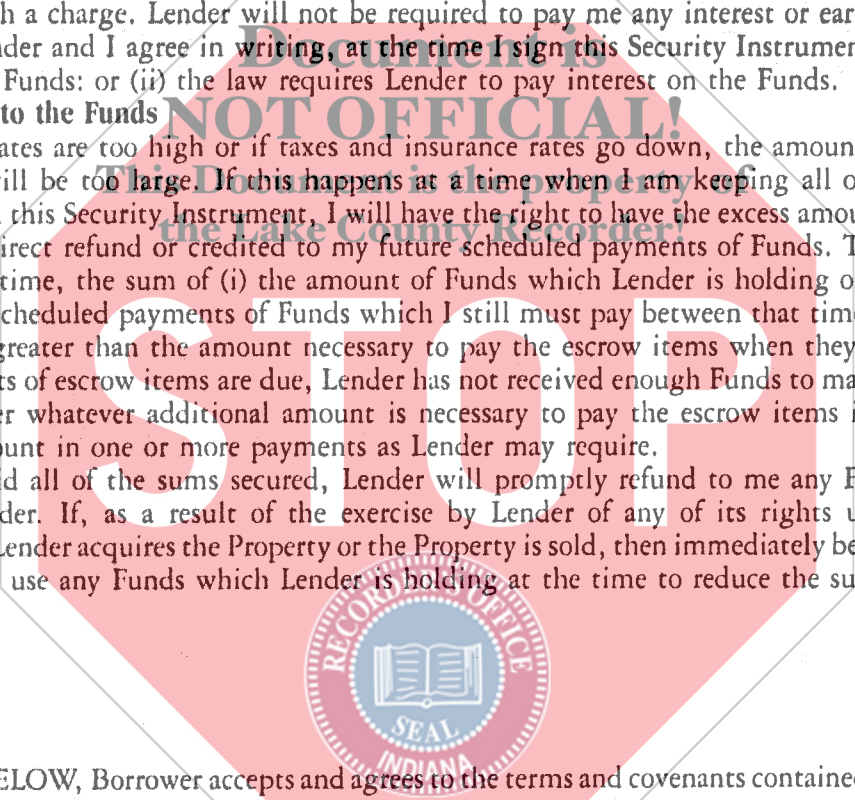 h a charge. Lender will not be required to pay me any interest or ear
der and I agree in writing, at the time I sign this Security Instrumen
Funds: or (ii) the law requires Lender to pay interest on the Funds.
to the Funds
ates are too high or if taxes and insurance rates go down, the amoun
ill be too large. If this happens at a time when I am keeping all o
this Security Instrument, I will have the right to have the excess amou
irect refund or credited to my future scheduled payments of Funds. T
time, the sum of (i) the amount of Funds which Lender is holding o
cheduled payments of Funds which I still must pay between that time
greater than the amount necessary to pay the escrow items when they
ts of escrow items are due, Lender has not received enough Funds to ma
er whatever additional amount is necessary to pay the escrow items i
ount in one or more payments as Lender may require.
d all of the sums secured, Lender will promptly refund to me any F
der. If, as a result of the exercise by Lender of any of its rights u
Lender acquires the Property or the Property is sold, then immediately be
use any Funds which Lender is holding at the time to reduce the su
ELOW, Borrower accepts and agrees to the terms and covenants containe
Document is
NOT OFFICIAL!
This Document is the property of
the Lake County Recorder!
STOP
RECORDER'S OFFICE
SEAL
INDIANA